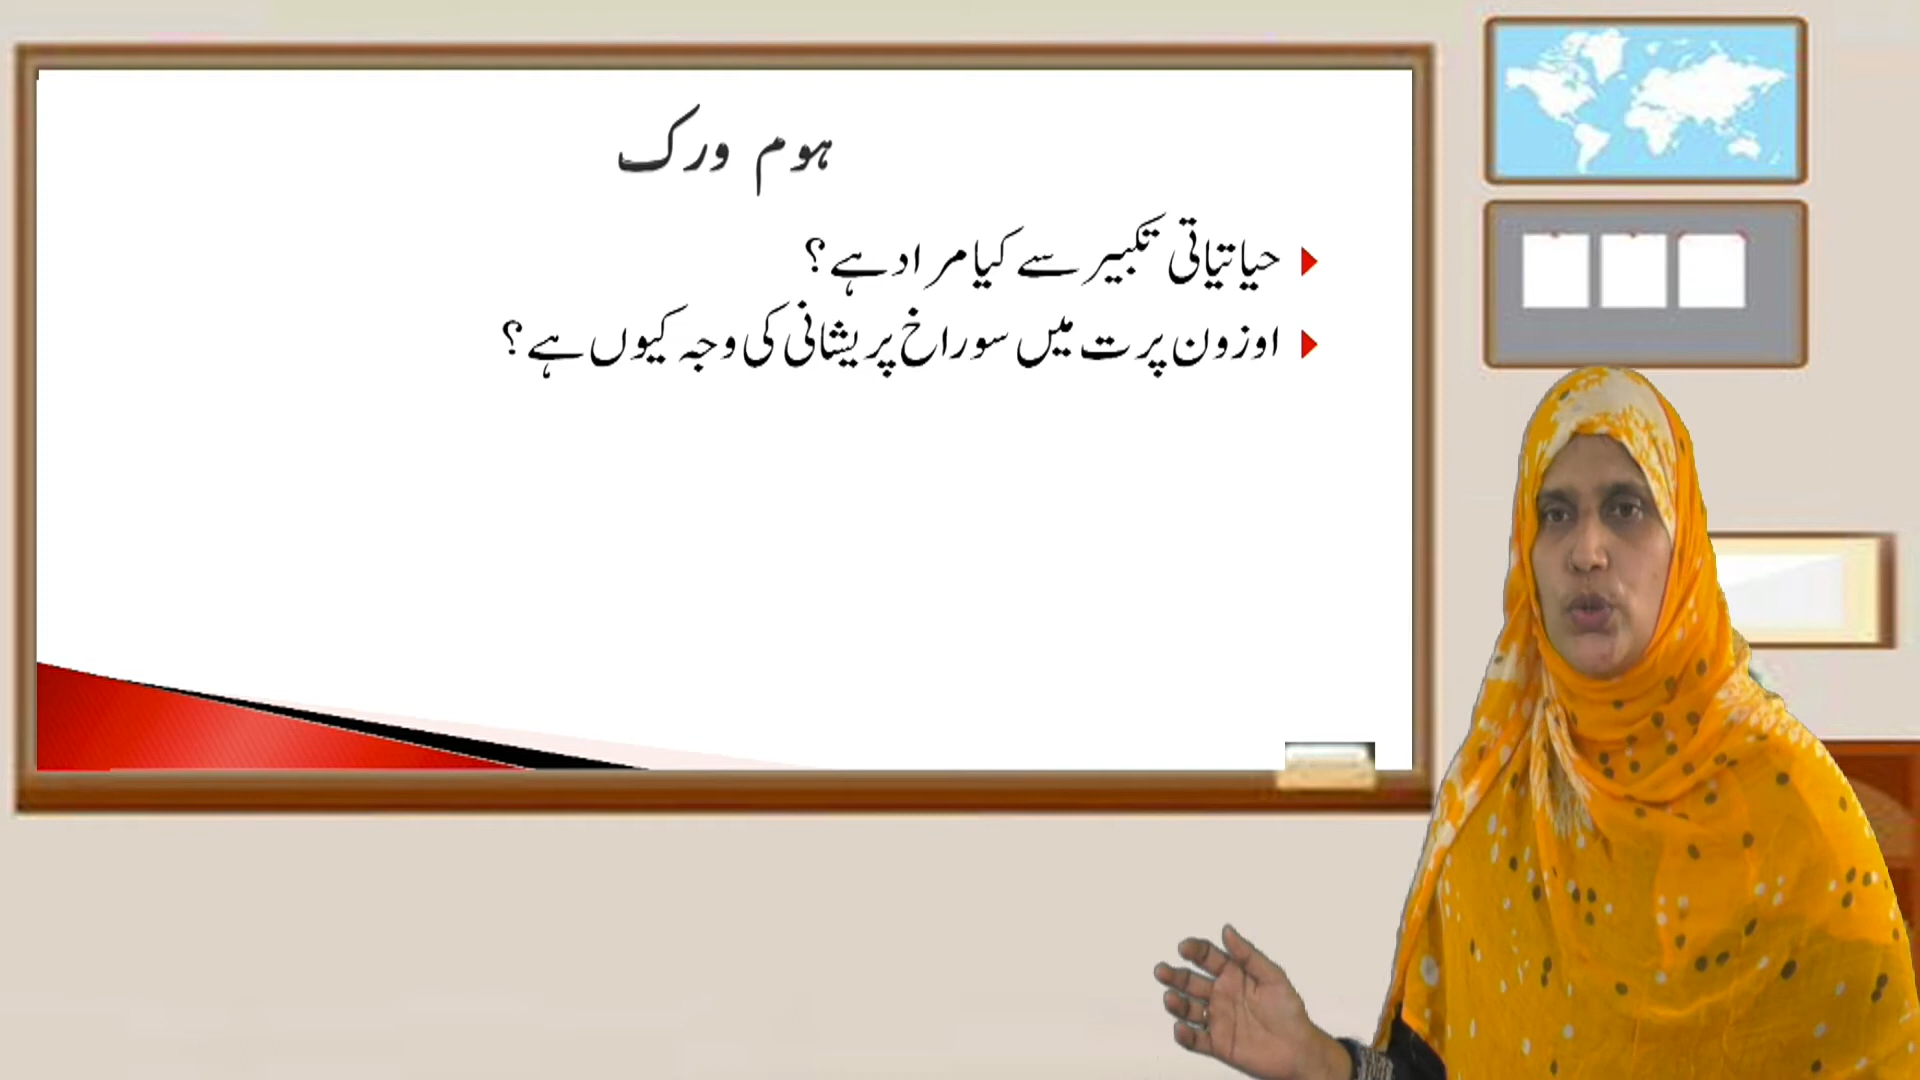 ہوم ورک
حیاتیاتی تکبیر سے کیا مراد ہے؟
اوزون پرت میں سوراخ پریشانی کی وجہ کیوں ہے؟